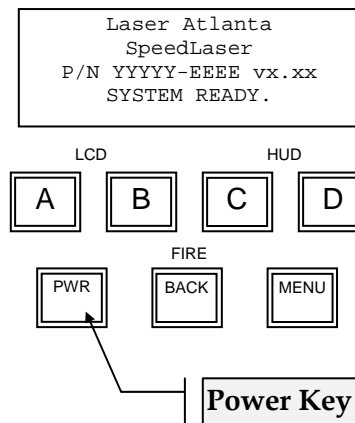 Laser Atlanta
SpeedLaser
P/N YYYYY-EEEE vx.xx
SYSTEM READY.
LCD HUD
A B C D
FIRE
PWR BACK MENU
Power Key